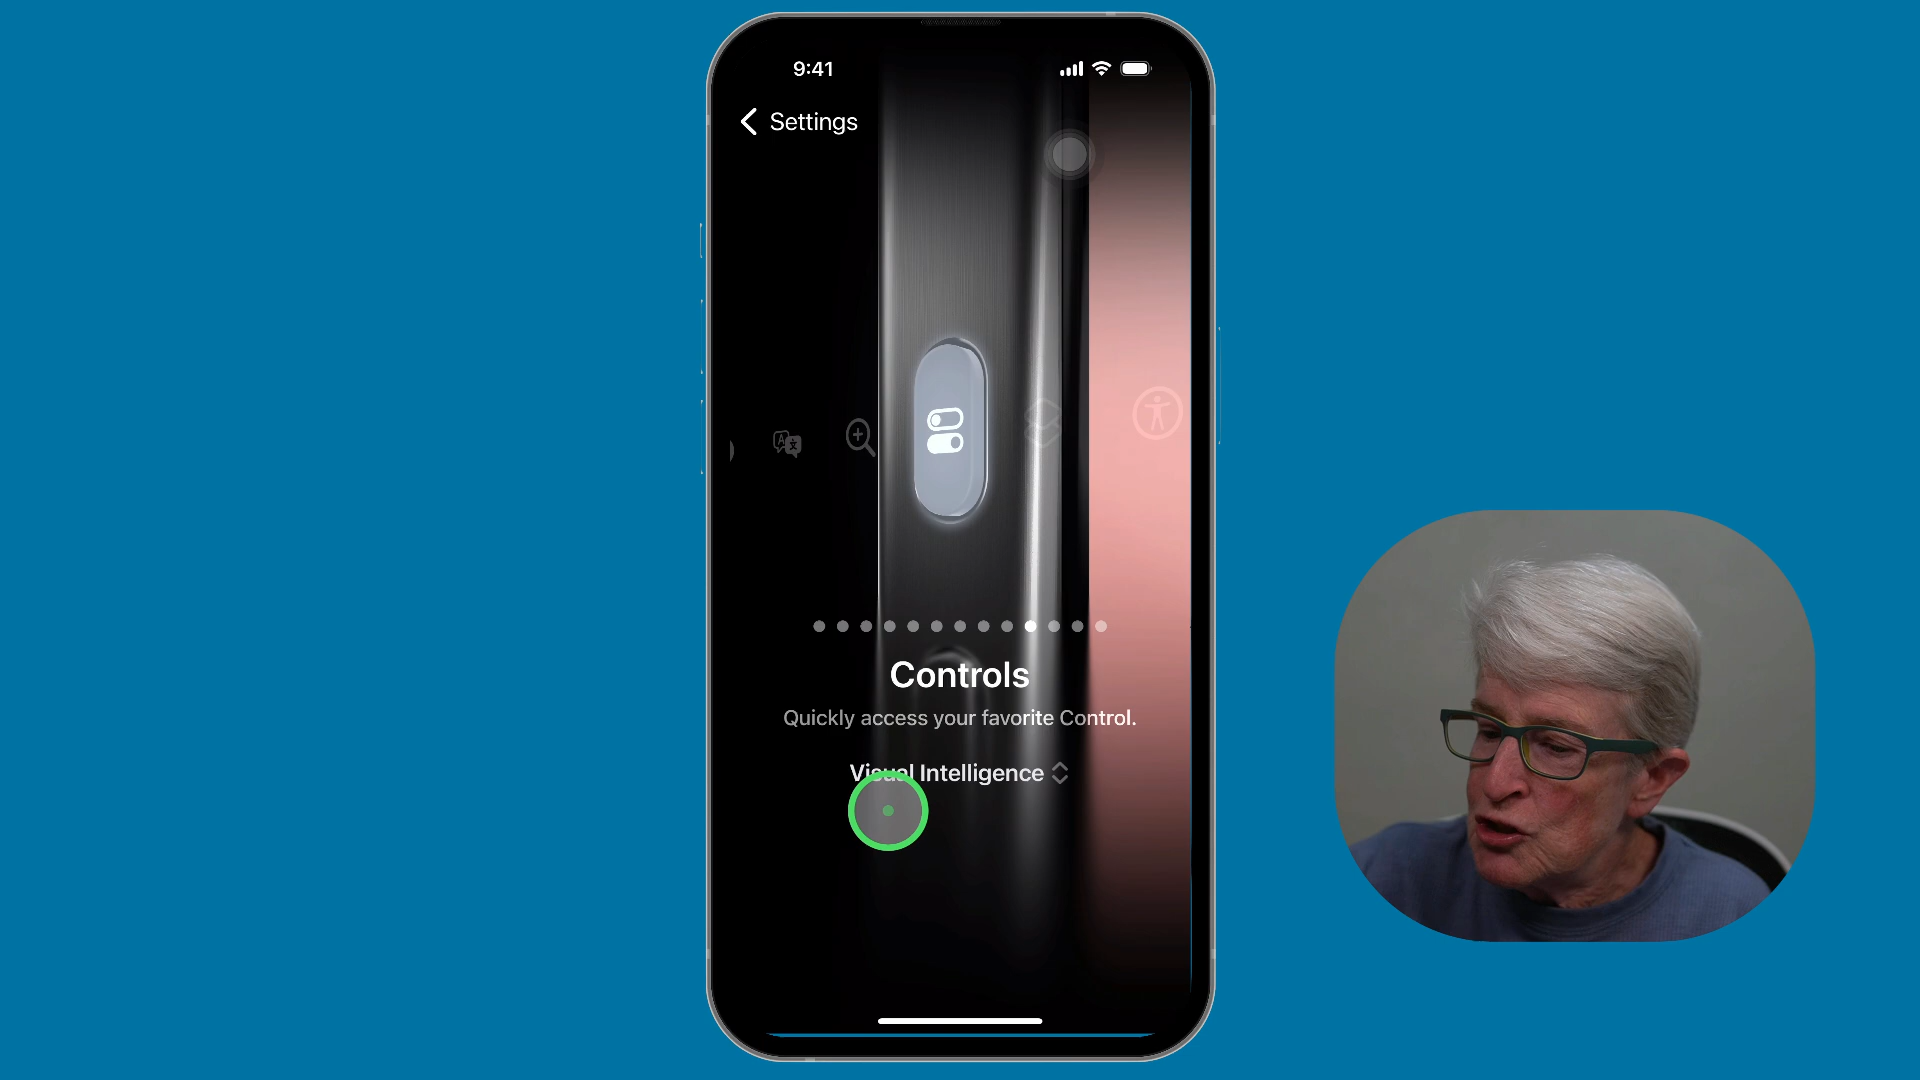 9:41
Settings
Controls
Quickly access your favorite Control.
Visual Intelligence